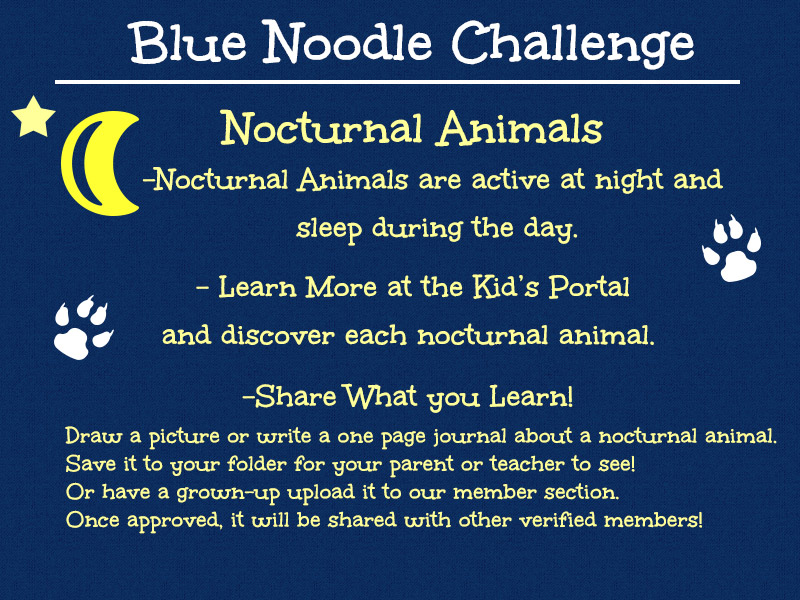 Blue Noodle Challenge
Nocturnal Animals
-Nocturnal Animals are active at night and
sleep during the day.
- Learn More at the Kid's Portal
and discover each nocturnal animal.
-Share What you Learn!
Draw a picture or write a one page journal about a nocturnal animal.
Save it to your folder for your parent or teacher to see!
Or have a grown-up upload it to our member section.
Once approved, it will be shared with other verified members!